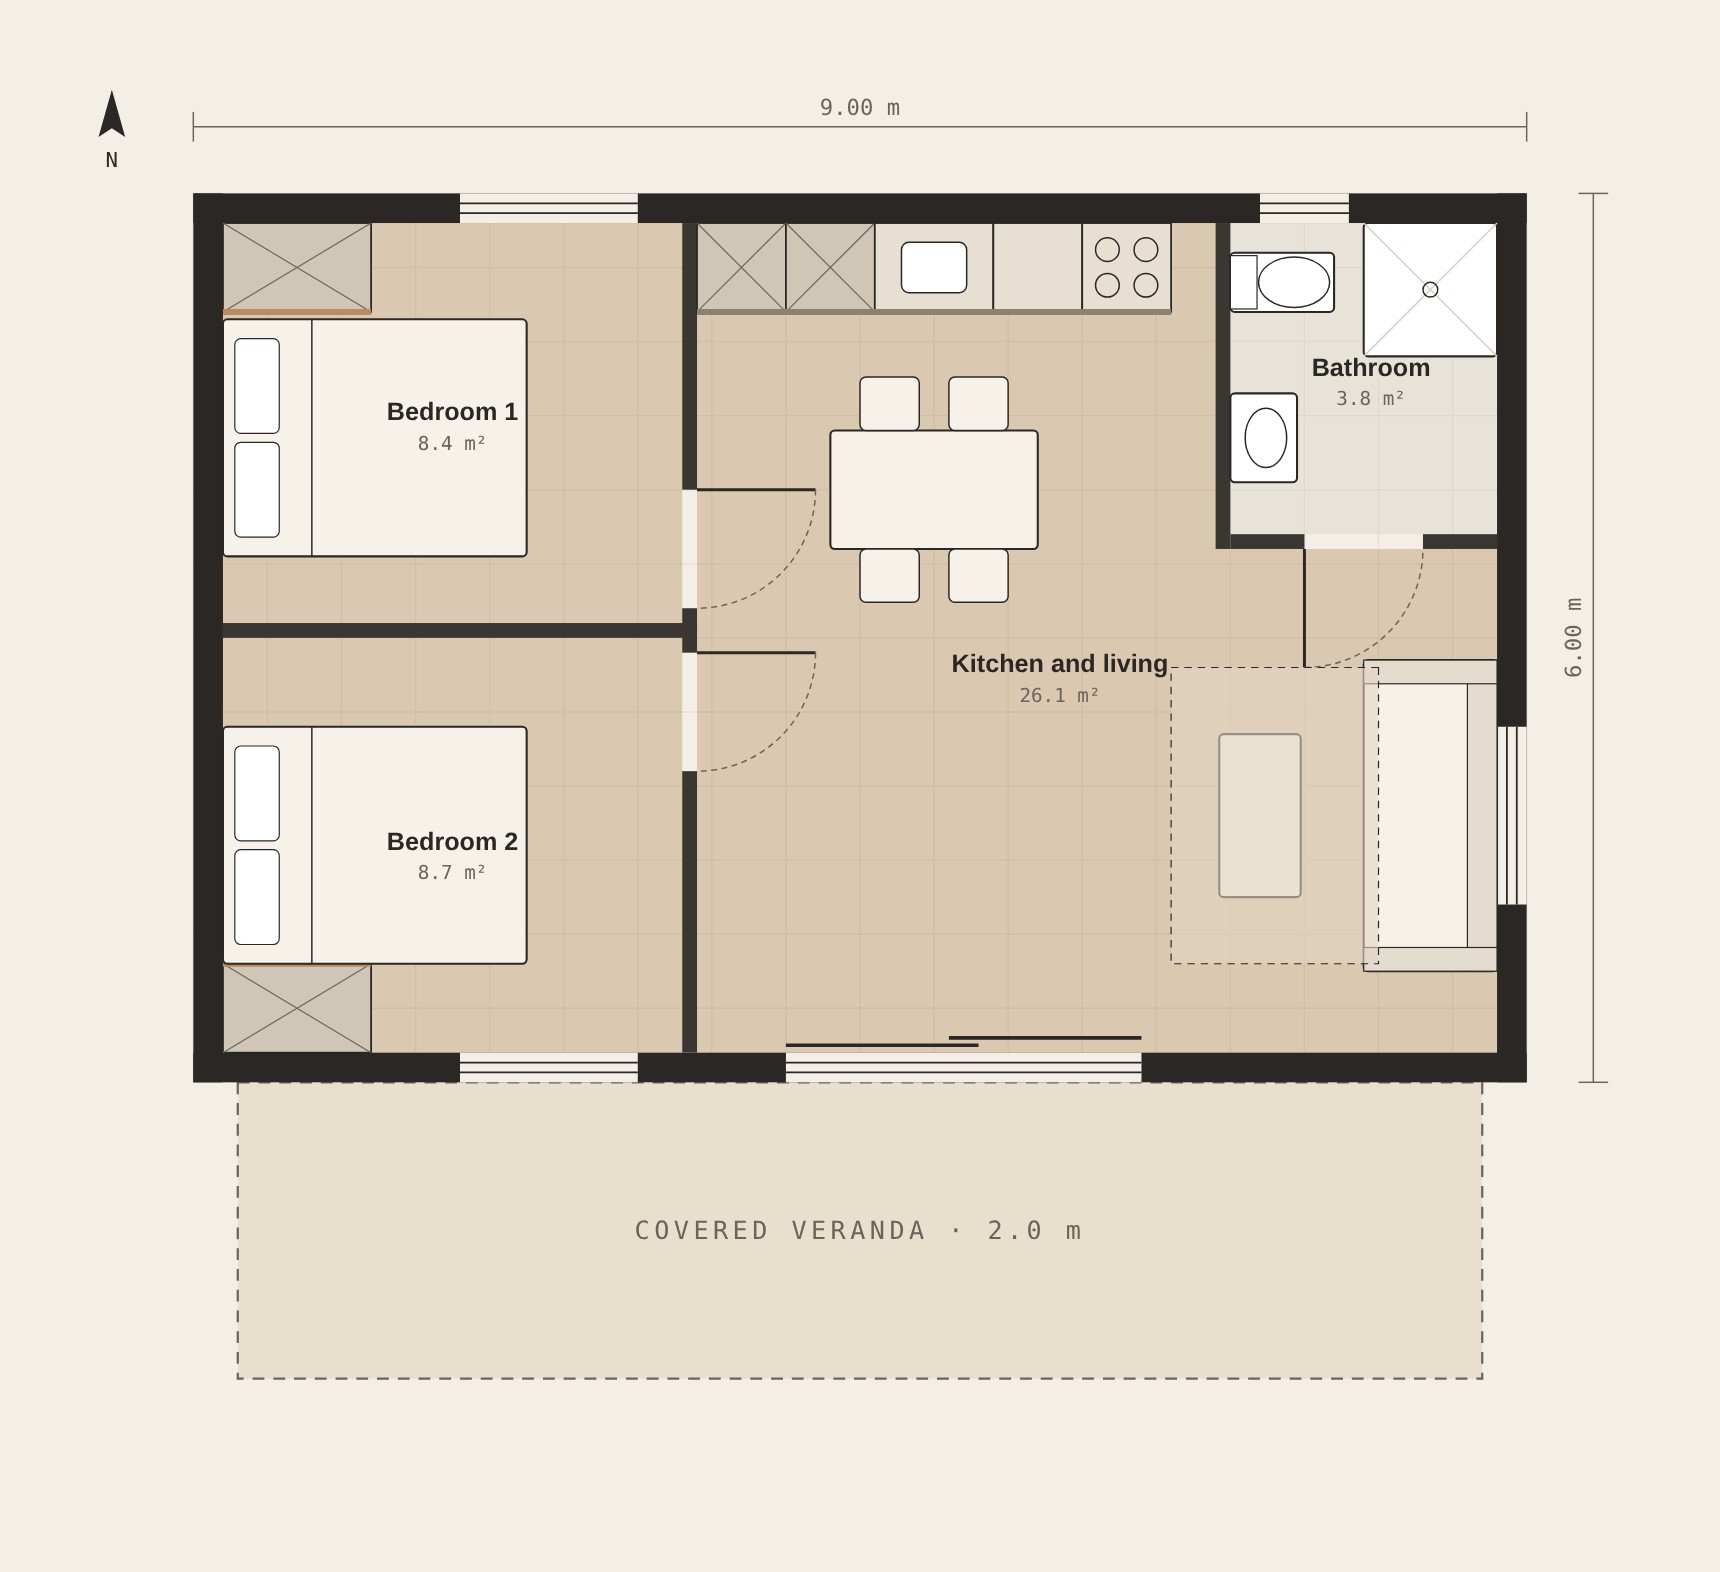 9.00 m
N
Bedroom 1
8.4 m²
Bathroom
3.8 m²
6.00 m
Kitchen and living
26.1 m²
Bedroom 2
8.7 m²
COVERED VERANDA · 2.0 m